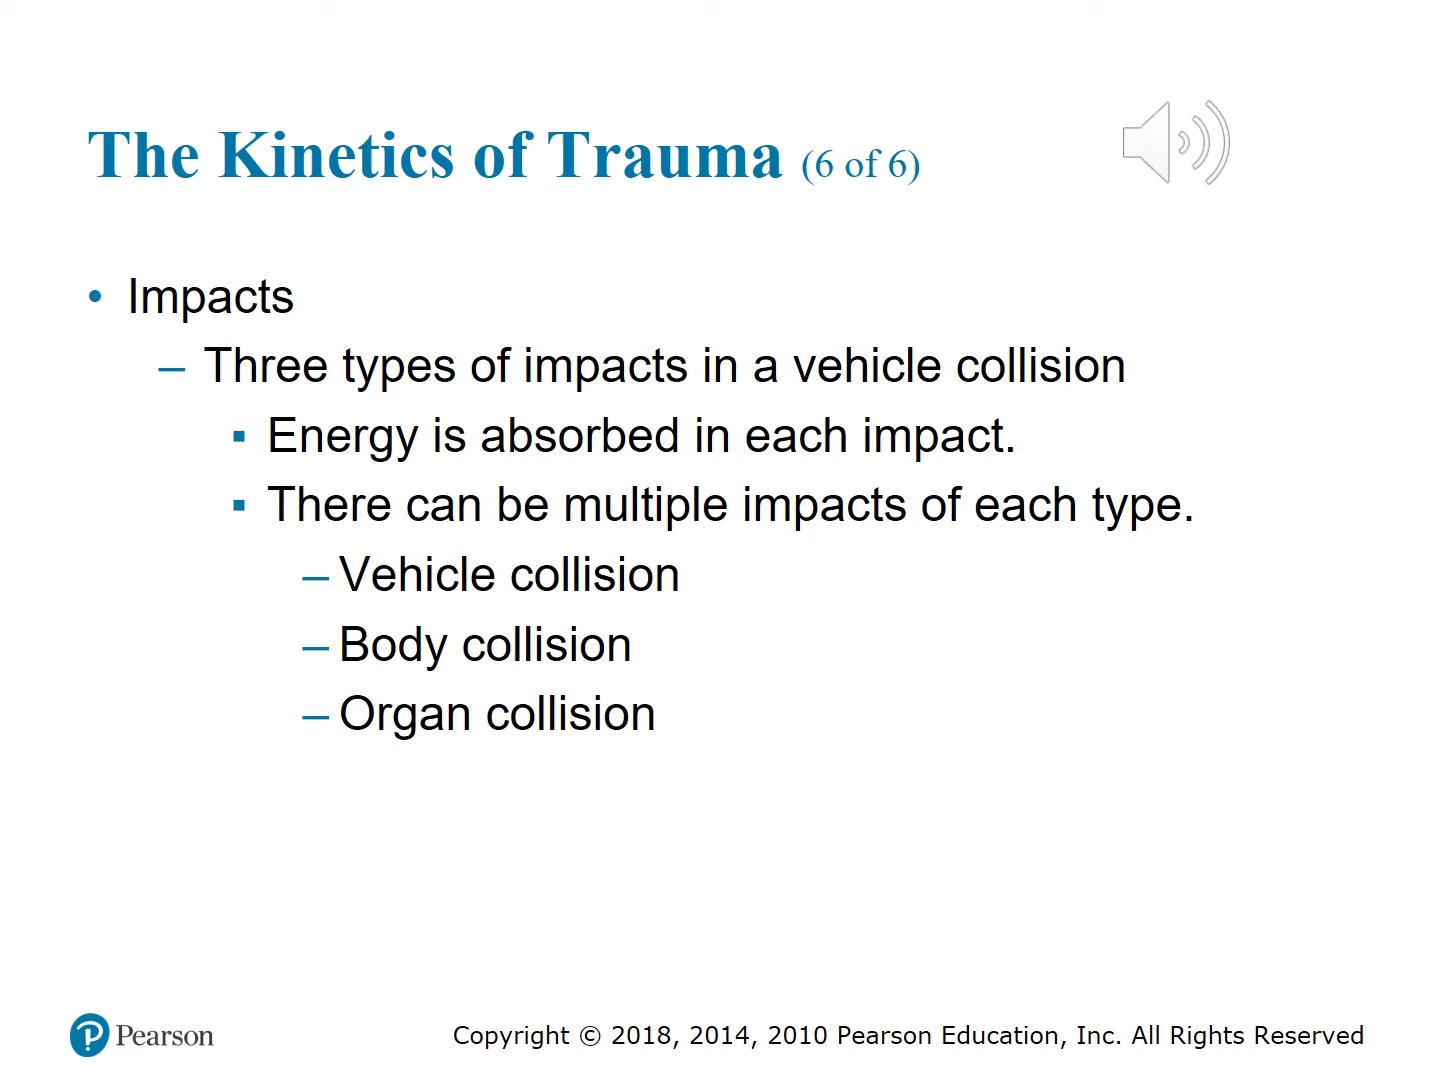 The Kinetics of Trauma (6 of 6)
• Impacts
– Three types of impacts in a vehicle collision
▪ Energy is absorbed in each impact.
▪ There can be multiple impacts of each type.
– Vehicle collision
– Body collision
– Organ collision
Pearson
Copyright © 2018, 2014, 2010 Pearson Education, Inc. All Rights Reserved